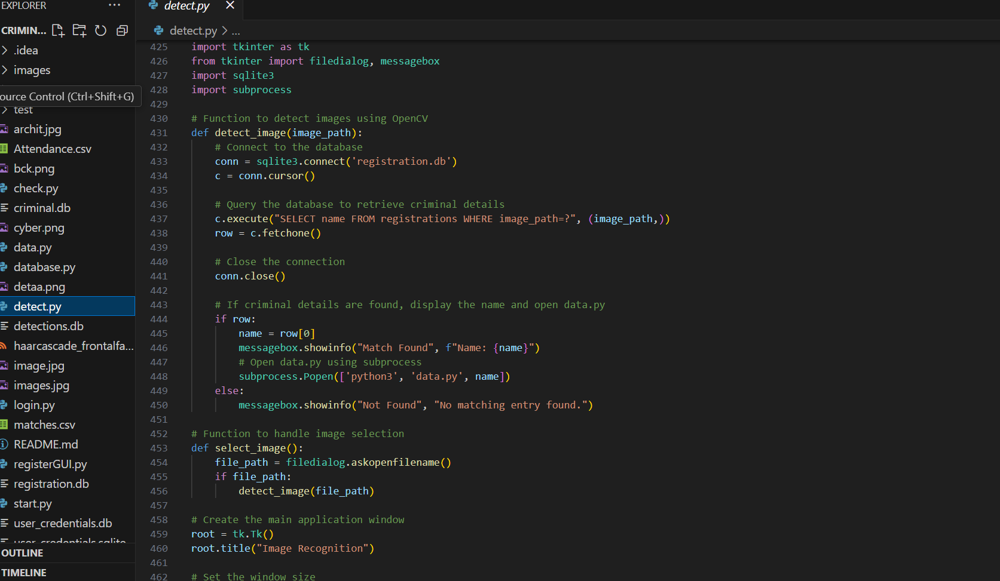 EXPLORER
...
CRIMIN...
.idea
images
ource Control (Ctrl+Shift+G)
test
archit.jpg
Attendance.csv
bck.png
check.py
criminal.db
cyber.png
data.py
database.py
detaa.png
detect.py
detections.db
haarcascade_frontalfa...
image.jpg
images.jpg
login.py
matches.csv
README.md
registerGUI.py
registration.db
start.py
user_credentials.db
user_credentials.sqlite
OUTLINE
TIMELINE
detect.py
detect.py > ...
425 import tkinter as tk
426 from tkinter import filedialog, messagebox
427 import sqlite3
428 import subprocess
429
430 # Function to detect images using OpenCV
431 def detect_image(image_path):
432     # Connect to the database
433     conn = sqlite3.connect('registration.db')
434     c = conn.cursor()
435
436     # Query the database to retrieve criminal details
437     c.execute("SELECT name FROM registrations WHERE image_path=?", (image_path,))
438     row = c.fetchone()
439
440     # Close the connection
441     conn.close()
442
443     # If criminal details are found, display the name and open data.py
444     if row:
445         name = row[0]
446         messagebox.showinfo("Match Found", f"Name: {name}")
447         # Open data.py using subprocess
448         subprocess.Popen(['python3', 'data.py', name])
449     else:
450         messagebox.showinfo("Not Found", "No matching entry found.")
451
452 # Function to handle image selection
453 def select_image():
454     file_path = filedialog.askopenfilename()
455     if file_path:
456         detect_image(file_path)
457
458 # Create the main application window
459 root = tk.Tk()
460 root.title("Image Recognition")
461
462 # Set the window size